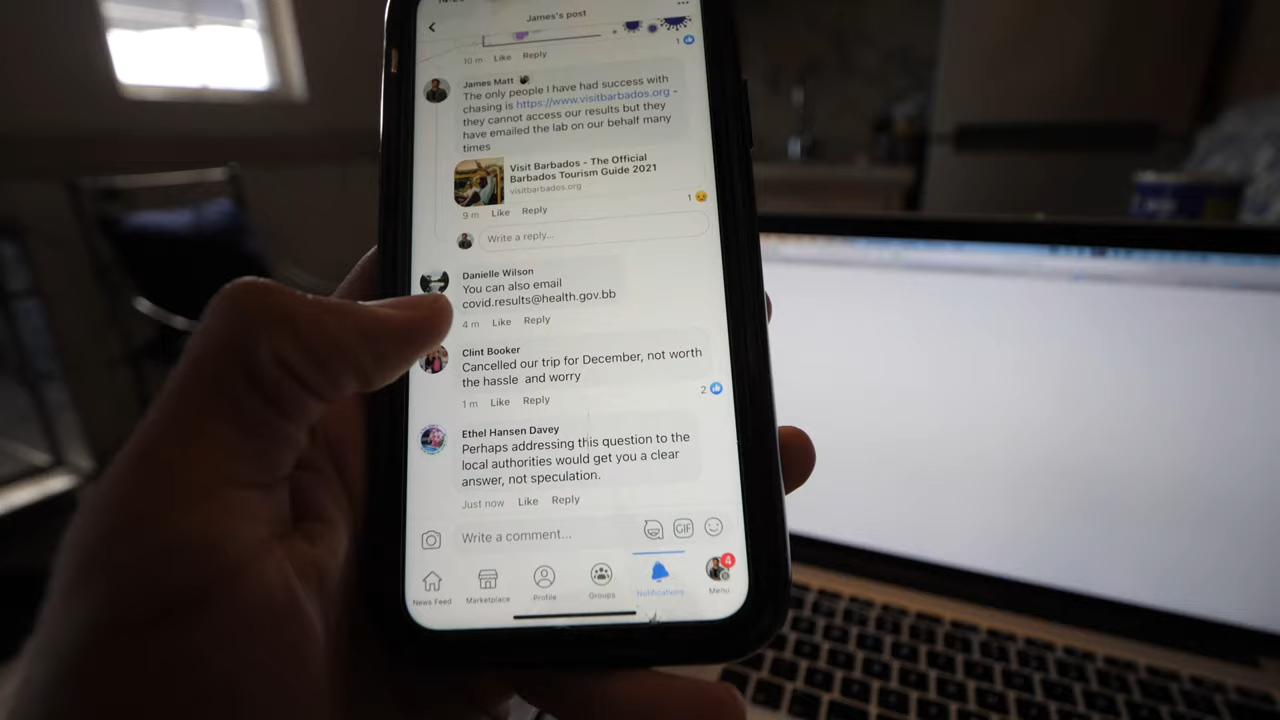 James's post
1
10 m Like Reply
James Matt
The only people I have had success with
chasing is https://www.visitbarbados.org -
they cannot access our results but they
have emailed the lab on our behalf many
times
Visit Barbados - The Official
Barbados Tourism Guide 2021
visitbarbados.org
1
9 m Like Reply
Write a reply...
Danielle Wilson
You can also email
covid.results@health.gov.bb
4 m Like Reply
Clint Booker
Cancelled our trip for December, not worth
the hassle and worry
2
1 m Like Reply
Ethel Hansen Davey
Perhaps addressing this question to the
local authorities would get you a clear
answer, not speculation.
Just now Like Reply
Write a comment...
GIF
4
News Feed Marketplace Profile Groups Notifications Menu